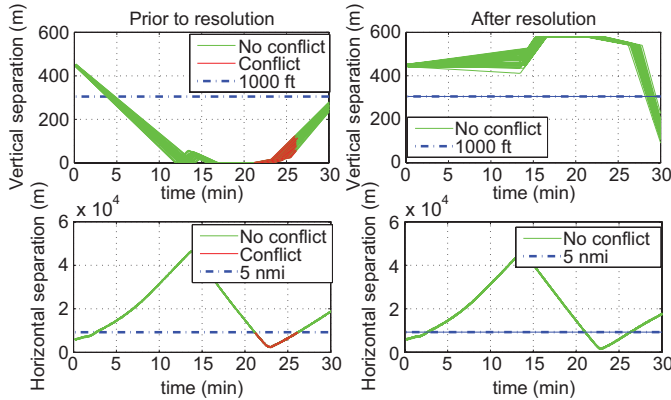 Prior to resolution
Vertical separation (m)
600
400
200
0
No conflict
Conflict
1000 ft
0 5 10 15 20 25 30
time (min)
After resolution
Vertical separation (m)
600
400
200
0
No conflict
1000 ft
0 5 10 15 20 25 30
time (min)
Horizontal separation (m)
x 10^4
6
4
2
0
No conflict
Conflict
5 nmi
0 5 10 15 20 25 30
time (min)
Horizontal separation (m)
x 10^4
6
4
2
0
No conflict
5 nmi
0 5 10 15 20 25 30
time (min)